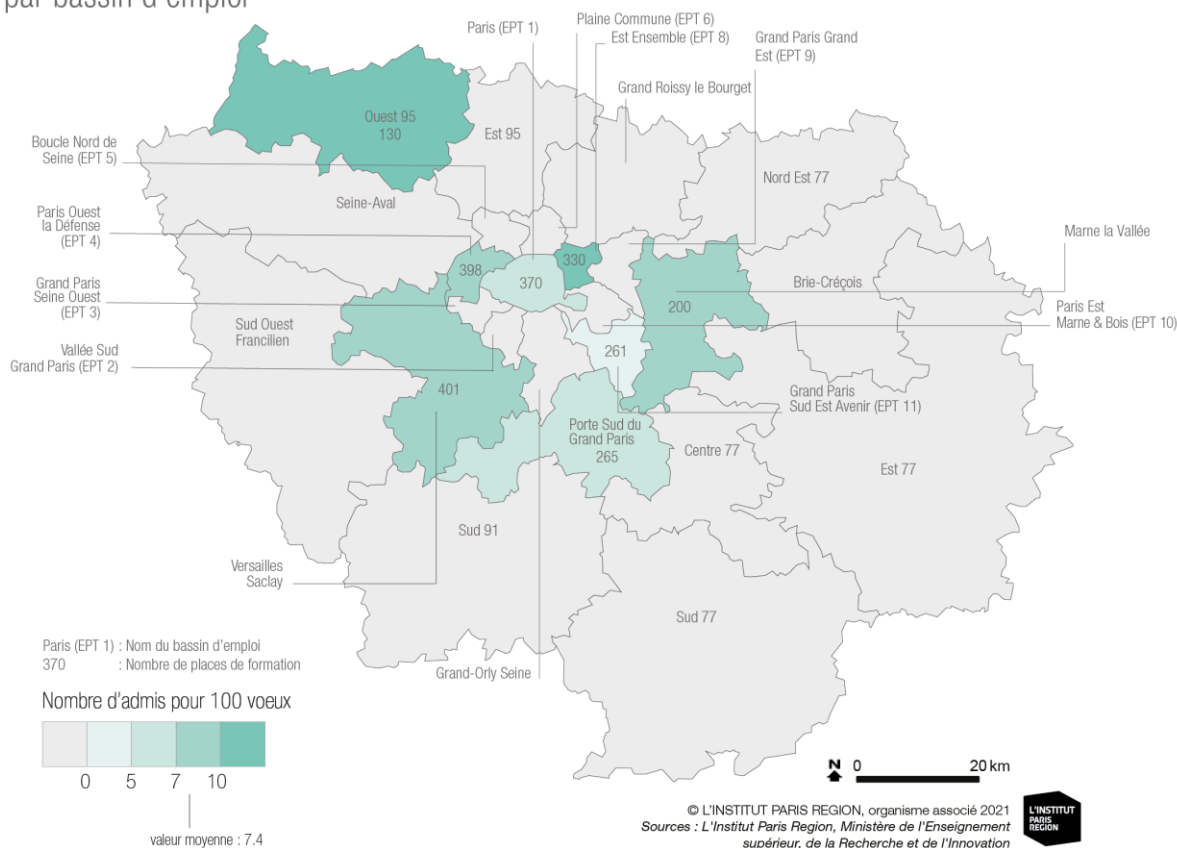 par bassin d'emploi
Paris (EPT 1)
Plaine Commune (EPT 6)
Est Ensemble (EPT 8)
Grand Paris Grand
Est (EPT 9)
Grand Roissy le Bourget
Ouest 95
130
Est 95
Boucle Nord de
Seine (EPT 5)
Nord Est 77
Seine-Aval
Paris Ouest
la Défense
(EPT 4)
Marne la Vallée
398
370
330
Grand Paris
Seine Ouest
(EPT 3)
Brie-Créçois
200
Paris Est
Marne & Bois (EPT 10)
Sud Ouest
Francilien
Vallée Sud
Grand Paris (EPT 2)
261
401
Grand Paris
Sud Est Avenir (EPT 11)
Porte Sud du
Grand Paris
265
Centre 77
Est 77
Sud 91
Versailles
Saclay
Sud 77
Paris (EPT 1) : Nom du bassin d'emploi
370 : Nombre de places de formation
Grand-Orly Seine
Nombre d'admis pour 100 voeux
0 5 7 10
valeur moyenne : 7.4
N 0 20 km
© L'INSTITUT PARIS REGION, organisme associé 2021
Sources : L'Institut Paris Region, Ministère de l'Enseignement
supérieur, de la Recherche et de l'Innovation
L'INSTITUT
PARIS
REGION